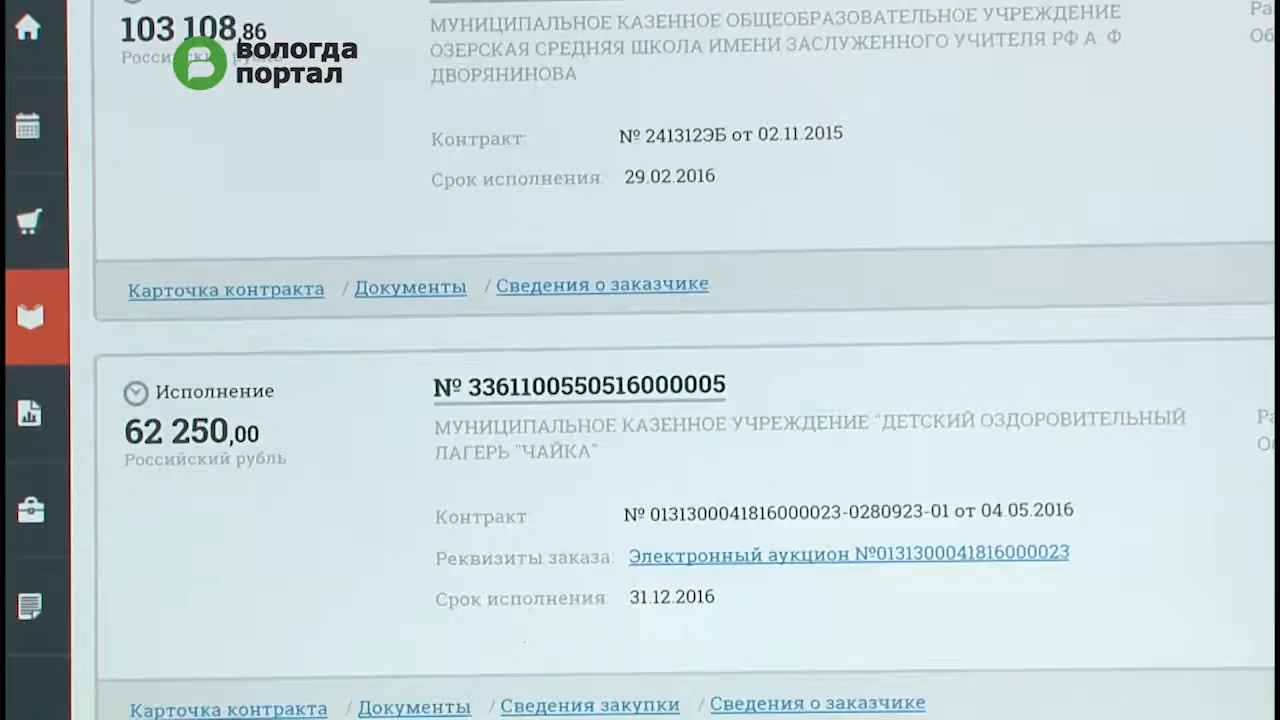 103 108,86
вологда
портал
МУНИЦИПАЛЬНОЕ КАЗЕННОЕ ОБЩЕОБРАЗОВАТЕЛЬНОЕ УЧРЕЖДЕНИЕ
ОЗЕРСКАЯ СРЕДНЯЯ ШКОЛА ИМЕНИ ЗАСЛУЖЕННОГО УЧИТЕЛЯ РФ А Ф
ДВОРЯНИНОВА
Контракт:
№ 241312ЭБ от 02.11.2015
Срок исполнения:
29.02.2016
Карточка контракта / Документы / Сведения о заказчике
Исполнение
62 250,00
Российский рубль
№ 3361100550516000005
МУНИЦИПАЛЬНОЕ КАЗЕННОЕ УЧРЕЖДЕНИЕ "ДЕТСКИЙ ОЗДОРОВИТЕЛЬНЫЙ
ЛАГЕРЬ "ЧАЙКА"
Контракт
№ 0131300041816000023-0280923-01 от 04.05.2016
Реквизиты заказа:
Электронный аукцион №0131300041816000023
Срок исполнения
31.12.2016
Карточка контракта / Документы / Сведения закупки / Сведения о заказчике